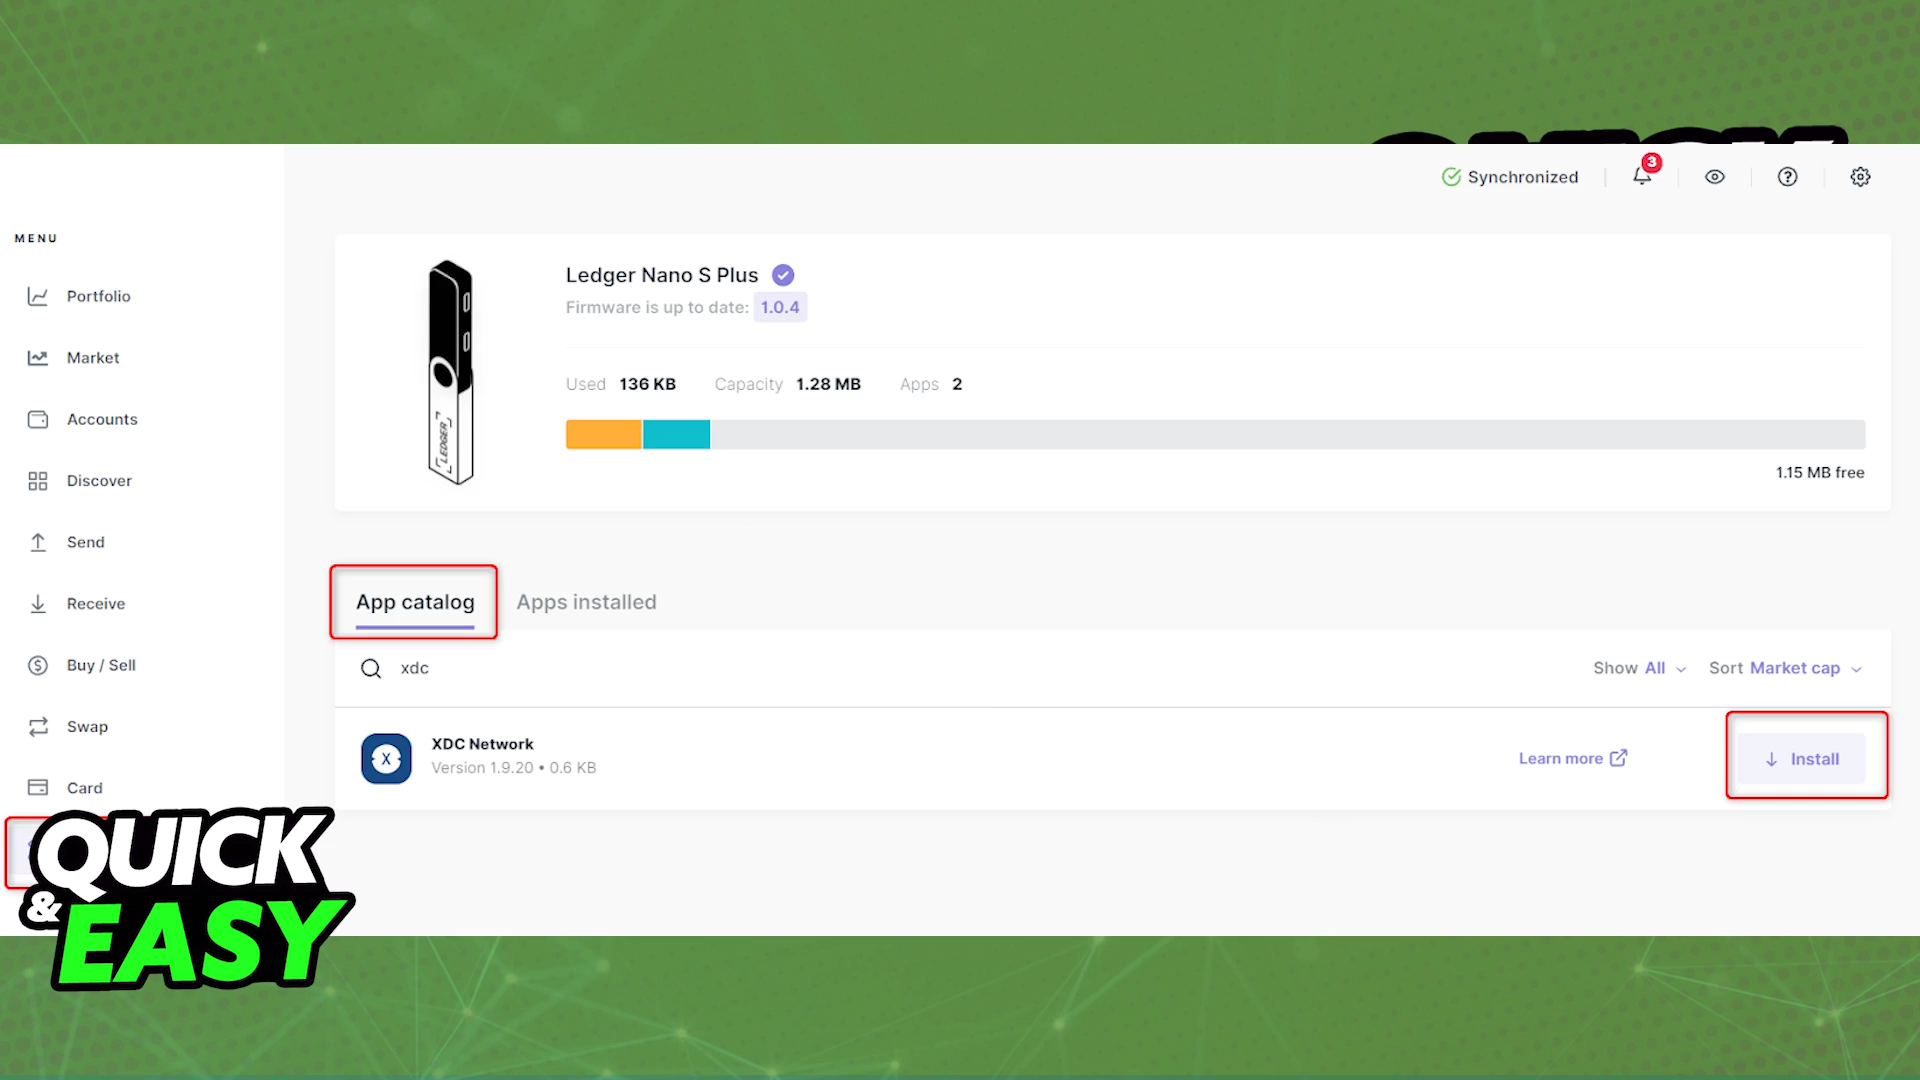 Synchronized
3
MENU
Portfolio
Market
Accounts
Discover
Send
Receive
Buy / Sell
Swap
Card
Ledger Nano S Plus
Firmware is up to date: 1.0.4
Used 136 KB Capacity 1.28 MB Apps 2
1.15 MB free
LEDGER
App catalog Apps installed
xdc
Show All Sort Market cap
X
XDC Network
Version 1.9.20 • 0.6 KB
Learn more
Install
QUICK
& EASY